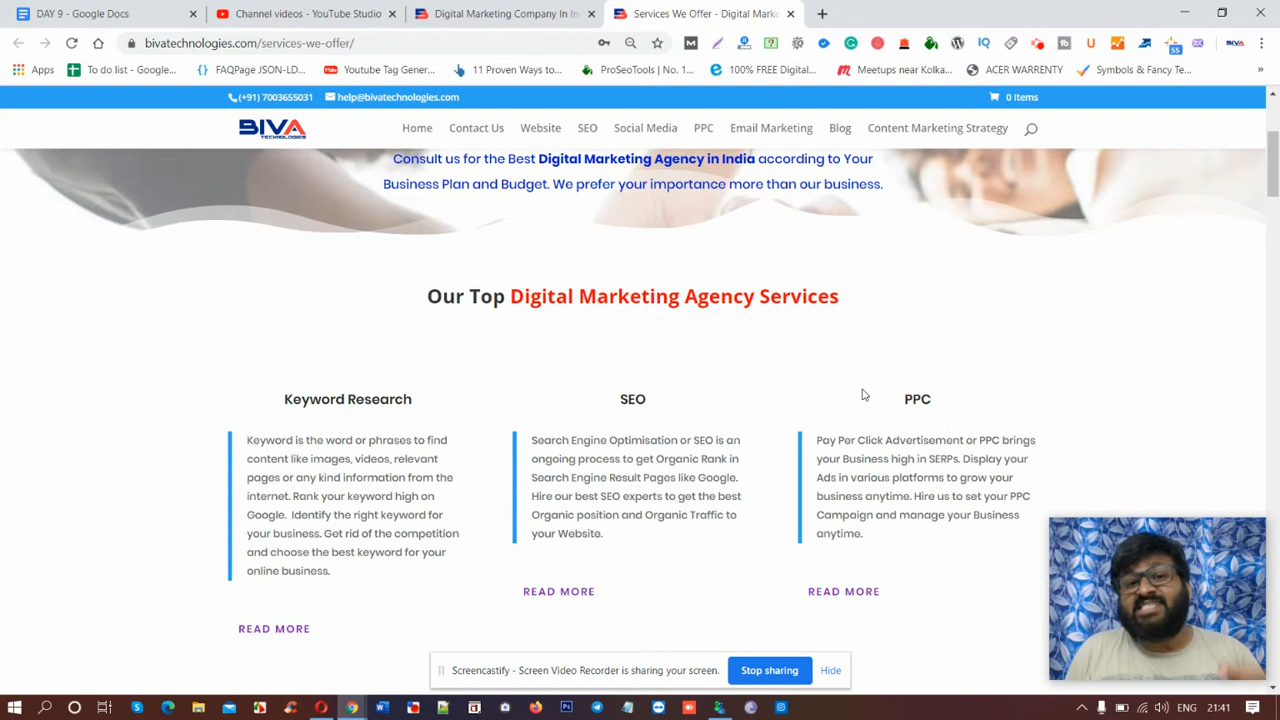 DAY 9 - Google Docs
Channel videos - YouTube Studio
Digital Marketing Company In In
Services We Offer - Digital Marke
bivatechnologies.com/services-we-offer/
Apps
To do list - Google...
FAQPage JSON-LD...
Youtube Tag Gener...
11 Proven Ways to...
ProSeoTools | No. 1...
100% FREE Digital...
Meetups near Kolka...
ACER WARRENTY
Symbols & Fancy Te...
(+91) 7003655031
help@bivatechnologies.com
0 Items
BIVA
TECHNOLOGIES
Home
Contact Us
Website
SEO
Social Media
PPC
Email Marketing
Blog
Content Marketing Strategy
Consult us for the Best Digital Marketing Agency in India according to Your
Business Plan and Budget. We prefer your importance more than our business.
Our Top Digital Marketing Agency Services
Keyword Research
Keyword is the word or phrases to find
content like images, videos, relevant
pages or any kind information from the
internet. Rank your keyword high on
Google. Identify the right keyword for
your business. Get rid of the competition
and choose the best keyword for your
online business.
READ MORE
SEO
Search Engine Optimisation or SEO is an
ongoing process to get Organic Rank in
Search Engine Result Pages like Google.
Hire our best SEO experts to get the best
Organic position and Organic Traffic to
your Website.
READ MORE
PPC
Pay Per Click Advertisement or PPC brings
your Business high in SERPs. Display your
Ads in various platforms to grow your
business anytime. Hire us to set your PPC
Campaign and manage your Business
anytime.
READ MORE
Screencastify - Screen Video Recorder is sharing your screen.
Stop sharing
Hide
ENG
21:41